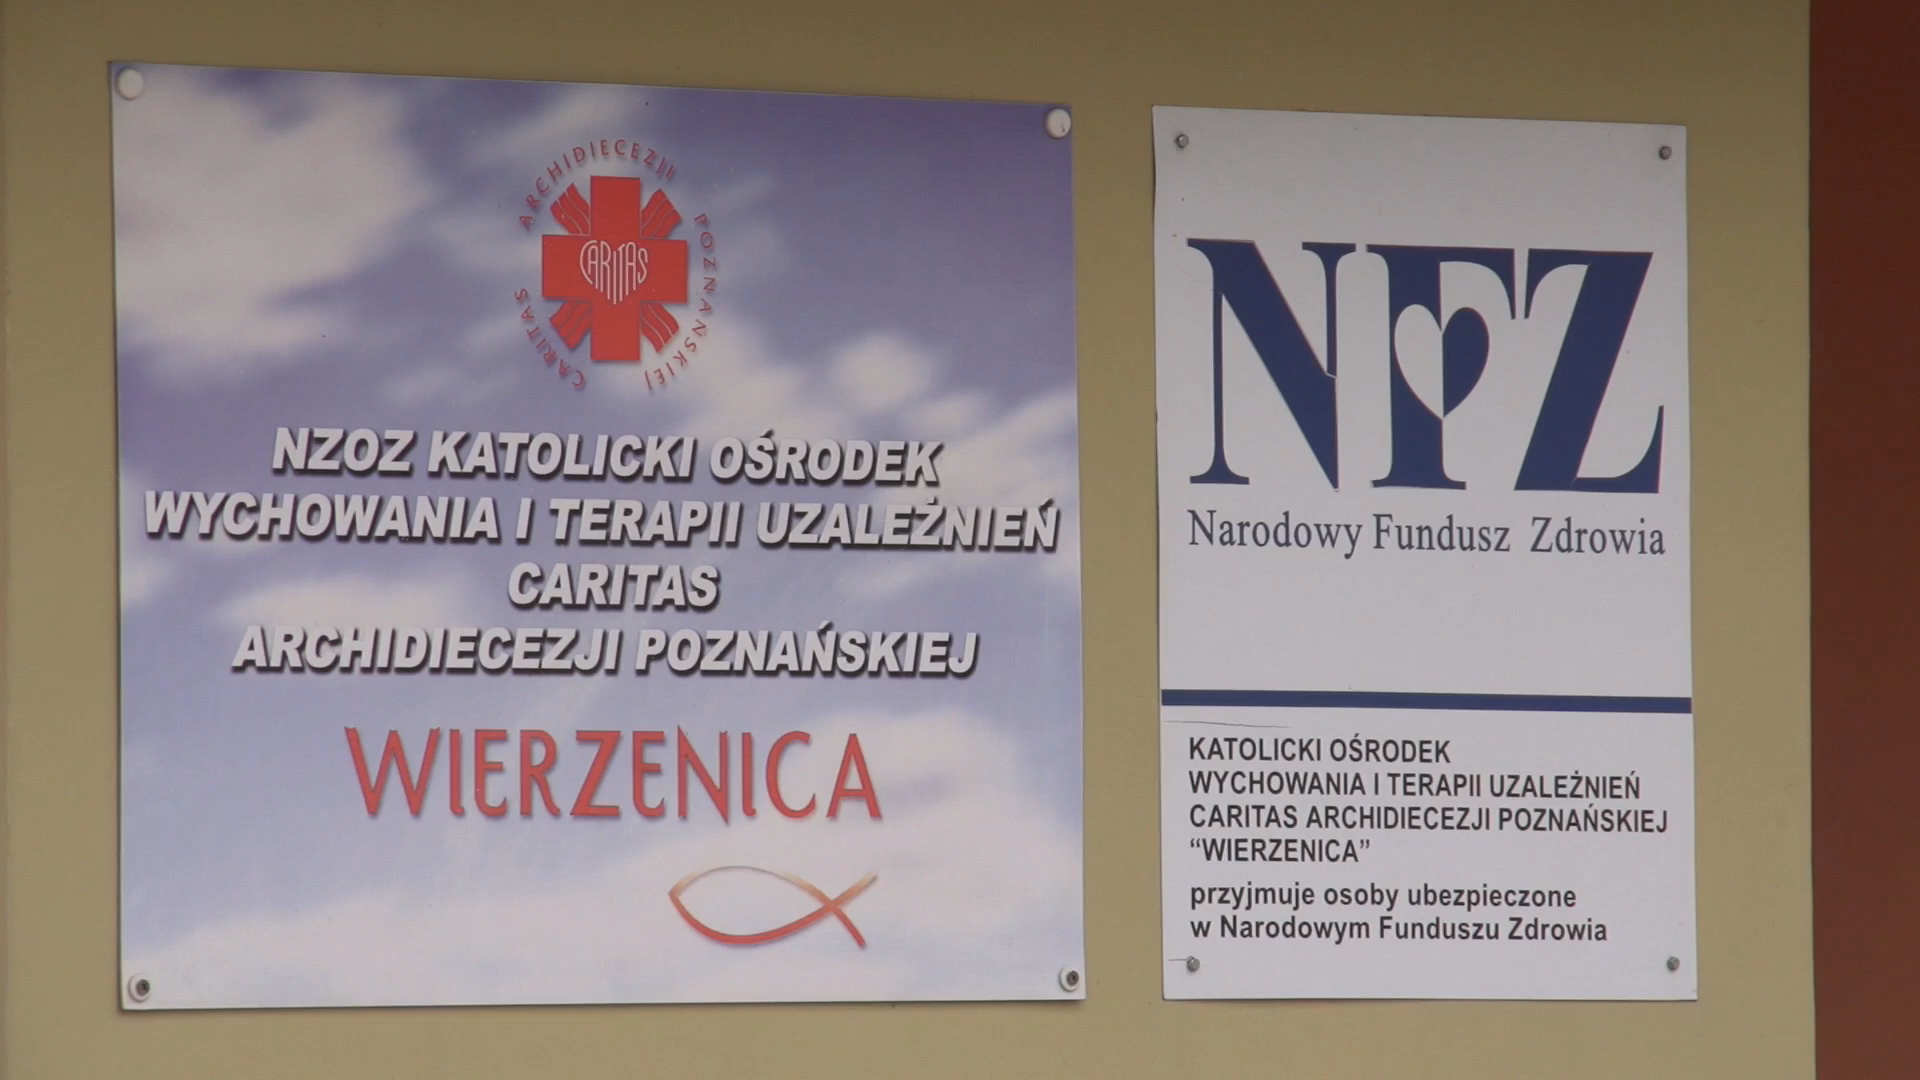 CARITAS ARCHIDIECEZJI POZNAŃSKIEJ
CARITAS
NZOZ KATOLICKI OŚRODEK
WYCHOWANIA I TERAPII UZALEŻNIEŃ
CARITAS
ARCHIDIECEZJI POZNAŃSKIEJ
WIERZENICA
NFZ
Narodowy Fundusz Zdrowia
KATOLICKI OŚRODEK
WYCHOWANIA I TERAPII UZALEŻNIEŃ
CARITAS ARCHIDIECEZJI POZNAŃSKIEJ
“WIERZENICA”
przyjmuje osoby ubezpieczone
w Narodowym Funduszu Zdrowia